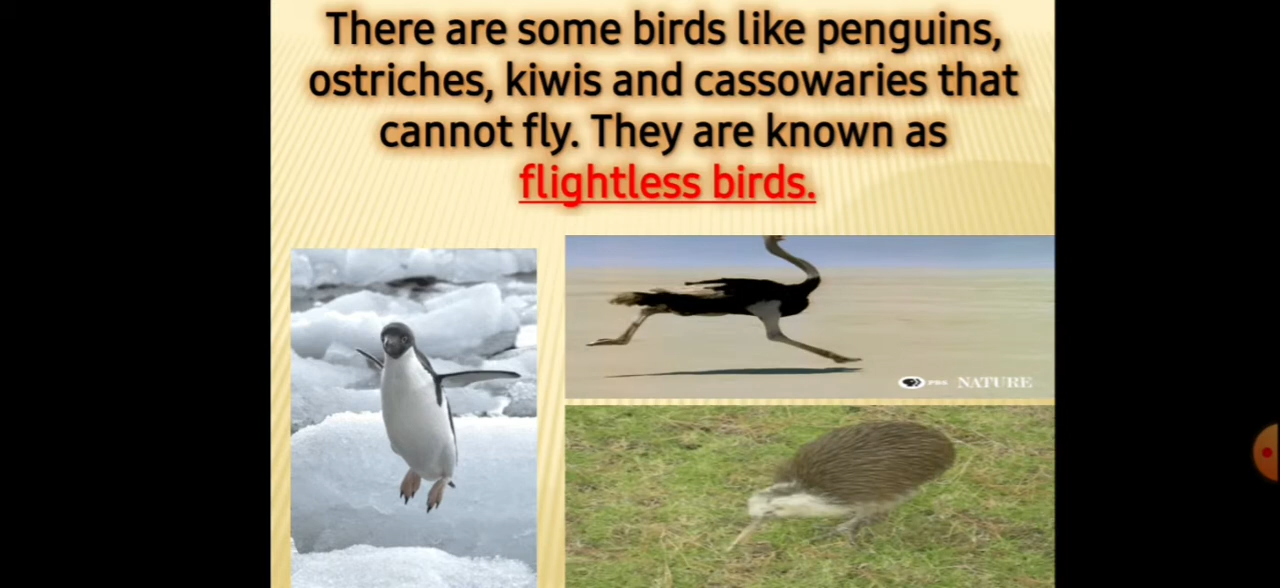 There are some birds like penguins,
ostriches, kiwis and cassowaries that
cannot fly. They are known as
flightless birds.
PBS NATURE